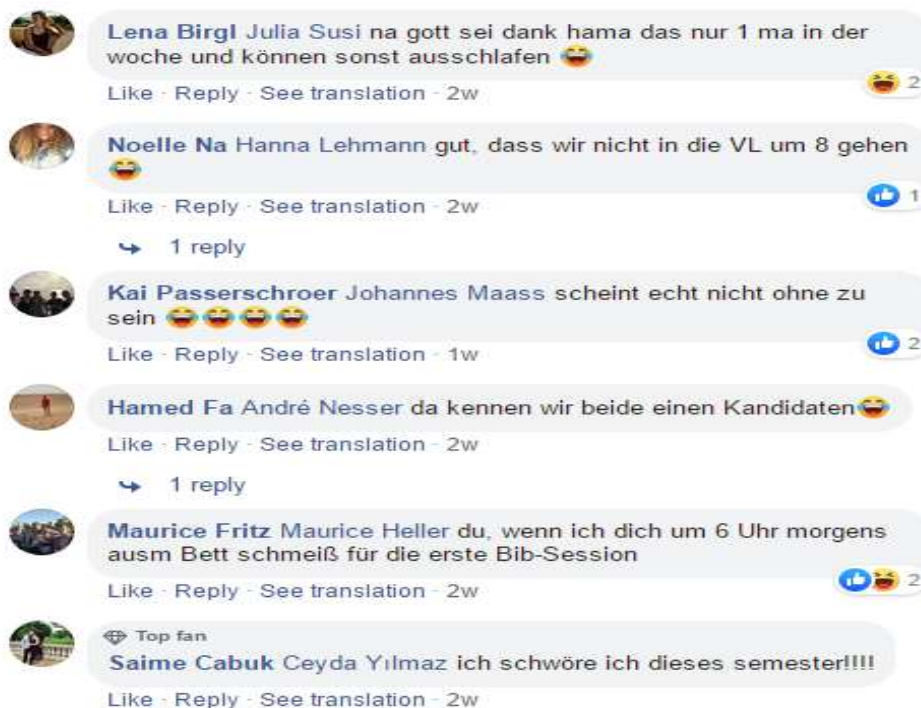 Lena Birgl Julia Susi na gott sei dank hama das nur 1 ma in der
woche und können sonst ausschlafen 😂
2
Like · Reply · See translation · 2w
Noelle Na Hanna Lehmann gut, dass wir nicht in die VL um 8 gehen
😂
1
Like · Reply · See translation · 2w
1 reply
Kai Passerschroer Johannes Maass scheint echt nicht ohne zu
sein 😂😂😂😂
2
Like · Reply · See translation · 1w
Hamed Fa André Nesser da kennen wir beide einen Kandidaten😂
Like · Reply · See translation · 2w
1 reply
Maurice Fritz Maurice Heller du, wenn ich dich um 6 Uhr morgens
ausm Bett schmeiß für die erste Bib-Session
2
Like · Reply · See translation · 2w
Top fan
Saime Cabuk Ceyda Yılmaz ich schwöre ich dieses semester!!!!
Like · Reply · See translation · 2w